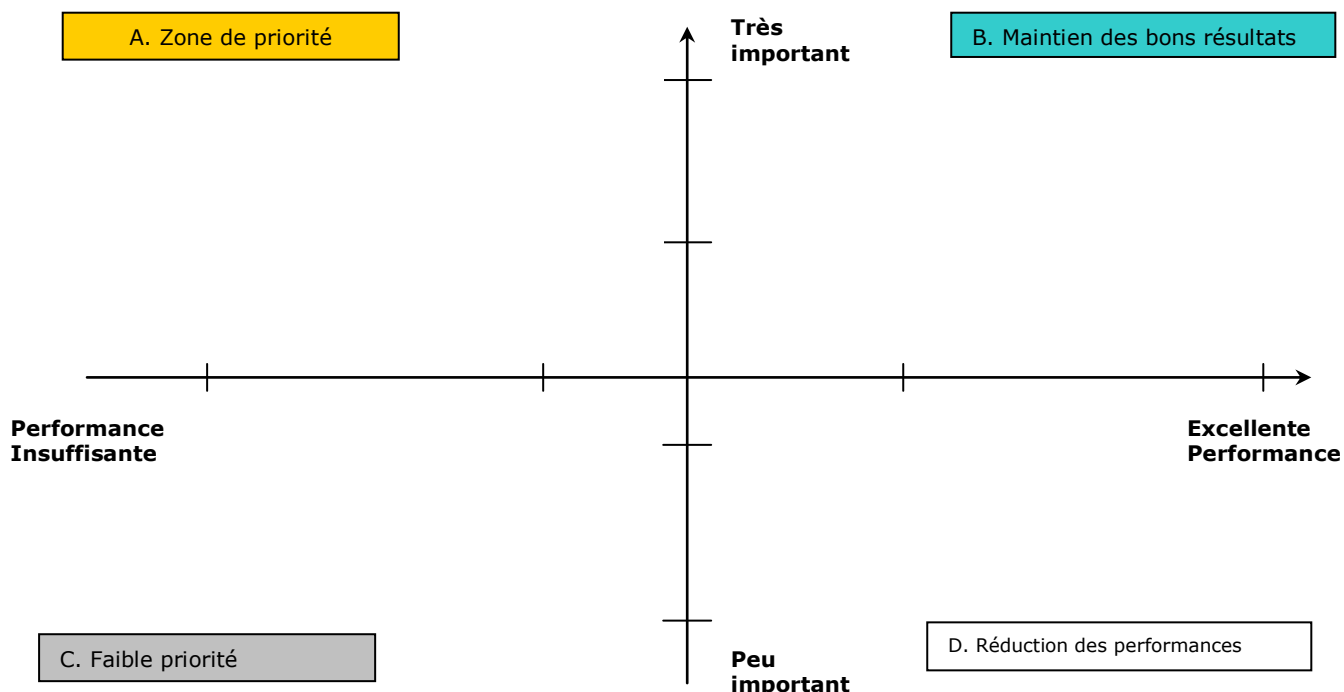 A. Zone de priorité
Très
important
B. Maintien des bons résultats
Performance
Insuffisante
Excellente
Performance
C. Faible priorité
Peu
important
D. Réduction des performances